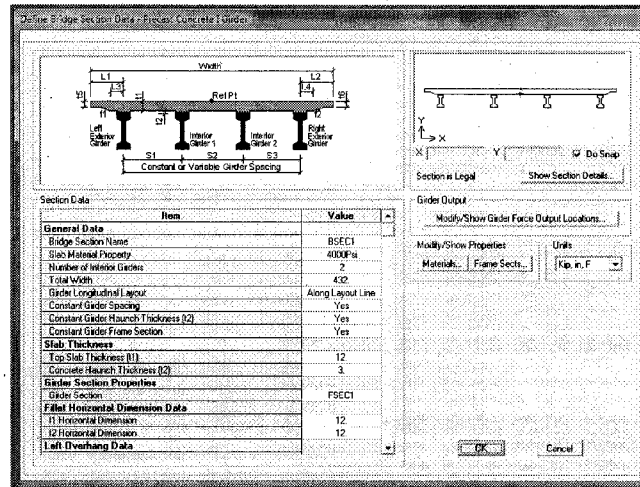 Define Bridge Section Data - Precast Concrete I Girder
Width
L1
L2
L3
L4
Ref Pt
t5
t1
t6
f1
t2
f2
Left Exterior Girder
Interior Girder 1
Interior Girder 2
Right Exterior Girder
S1
S2
S3
Constant or Variable Girder Spacing
Y
X
X
Y
Do Snap
Section is Legal
Show Section Details...
Section Data
Item Value
General Data
Bridge Section Name BSEC1
Slab Material Property 4000Psi
Number of Interior Girders 2
Total Width 432.
Girder Longitudinal Layout Along Layout Line
Constant Girder Spacing Yes
Constant Girder Haunch Thickness (t2) Yes
Constant Girder Frame Section Yes
Slab Thickness
Top Slab Thickness (t1) 12.
Concrete Haunch Thickness (t2) 3.
Girder Section Properties
Girder Section FSEC1
Fillet Horizontal Dimension Data
f1 Horizontal Dimension 12.
f2 Horizontal Dimension 12.
Left Overhang Data
Girder Output
Modify/Show Girder Force Output Locations...
Modify/Show Properties
Materials...
Frame Sects...
Units
Kip, in, F
OK
Cancel